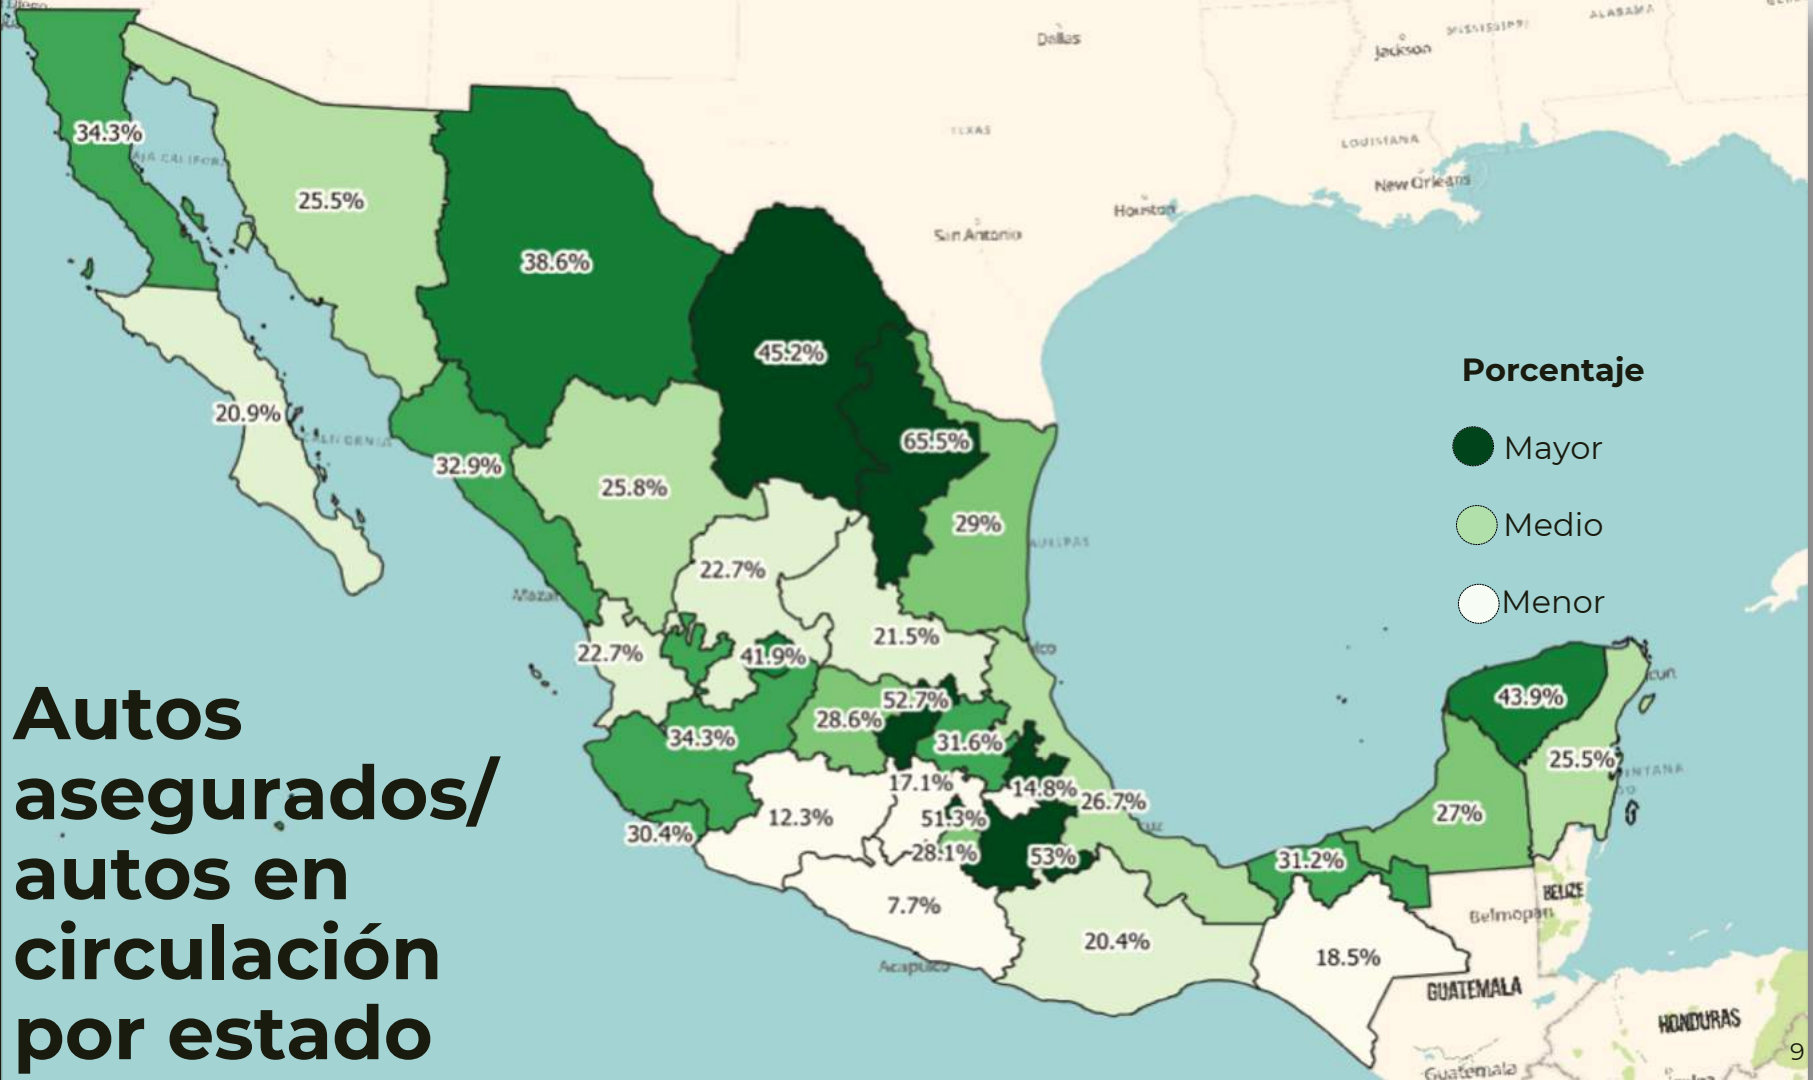 Diego
Dallas
Jackson
MISSISSIPPI
ALABAMA
34.3%
TEXAS
LOUISIANA
25.5%
New Orleans
Houston
San Antonio
38.6%
45.2%
Porcentaje
20.9%
65.5%
Mayor
32.9%
25.8%
29%
Medio
22.7%
Menor
22.7%
41.9%
21.5%
43.9%
52.7%
28.6%
34.3%
31.6%
25.5%
17.1%
14.8%
26.7%
12.3%
51.3%
27%
30.4%
28.1%
53%
31.2%
BELIZE
7.7%
Belmopan
20.4%
18.5%
Acapulco
GUATEMALA
HONDURAS
Guatemala
Autos
asegurados/
autos en
circulación
por estado
9